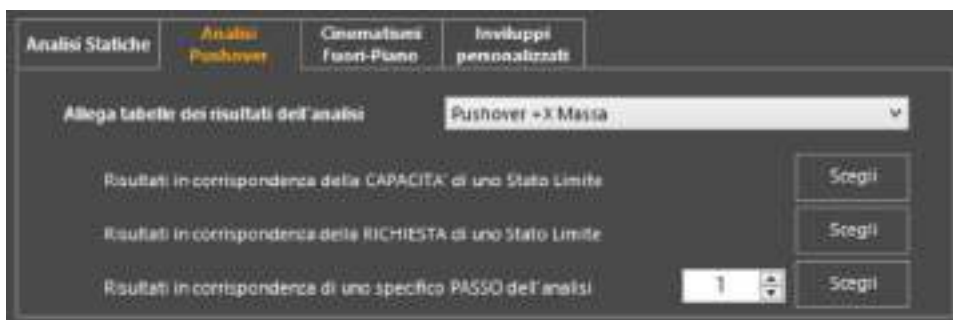 Analisi Statiche
Analisi
Pushover
Cinematismi
Fuori-Piano
Inviluppi
personalizzati
Allega tabelle dei risultati dell'analisi
Pushover +X Massa
Risultati in corrispondenza della CAPACITA' di uno Stato Limite
Scegli
Risultati in corrispondenza della RICHIESTA di uno Stato Limite
Scegli
Risultati in corrispondenza di uno specifico PASSO dell'analisi
1
Scegli